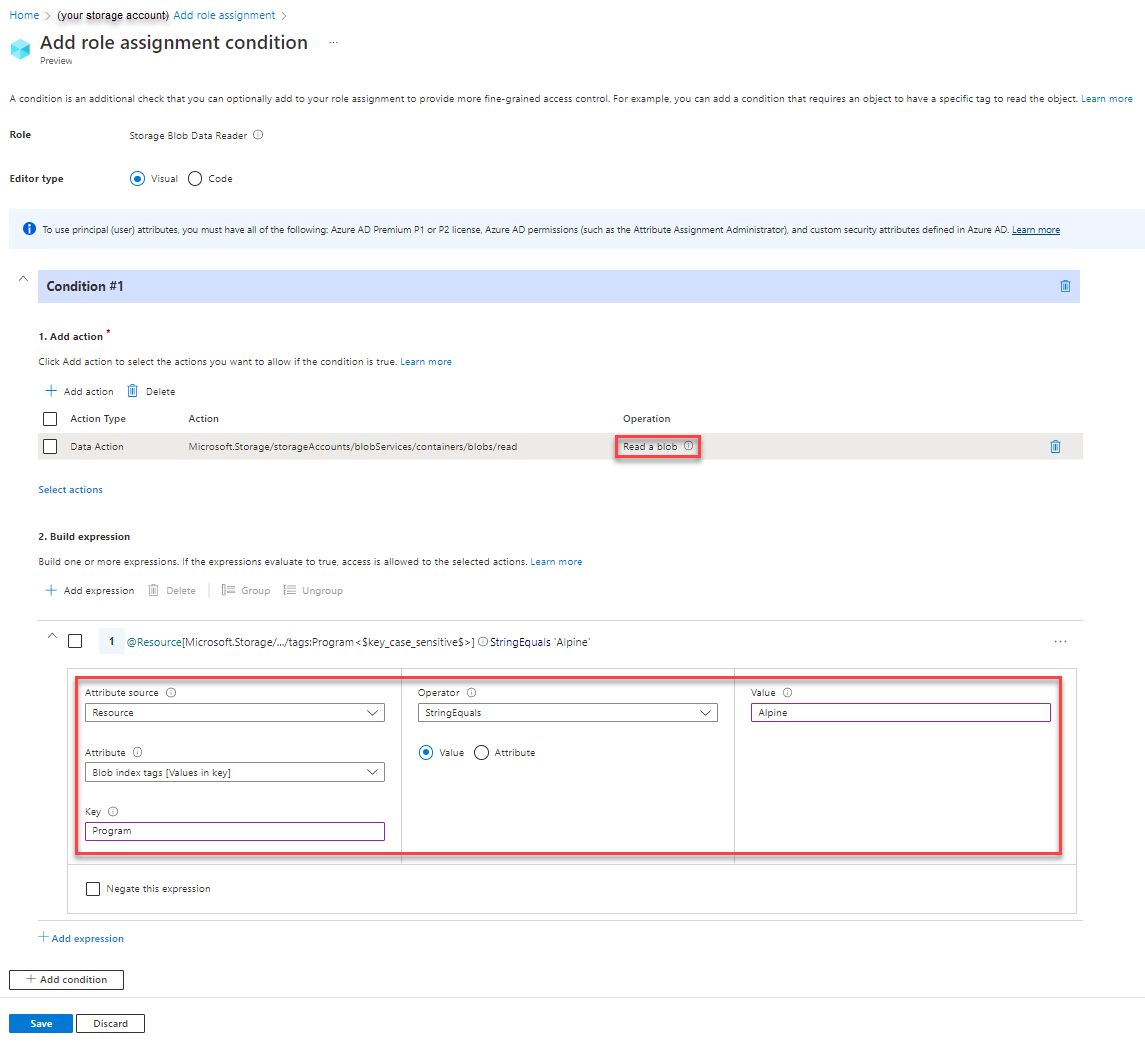 Home > (your storage account) Add role assignment >
Add role assignment condition ...
Preview
A condition is an additional check that you can optionally add to your role assignment to provide more fine-grained access control. For example, you can add a condition that requires an object to have a specific tag to read the object. Learn more
Role Storage Blob Data Reader
Editor type Visual Code
To use principal (user) attributes, you must have all of the following: Azure AD Premium P1 or P2 license, Azure AD permissions (such as the Attribute Assignment Administrator), and custom security attributes defined in Azure AD. Learn more
Condition #1
1. Add action *
Click Add action to select the actions you want to allow if the condition is true. Learn more
+ Add action Delete
Action Type Action Operation
Data Action Microsoft.Storage/storageAccounts/blobServices/containers/blobs/read Read a blob
Select actions
2. Build expression
Build one or more expressions. If the expressions evaluate to true, access is allowed to the selected actions. Learn more
+ Add expression Delete Group Ungroup
1 @Resource[Microsoft.Storage/.../tags:Program<$key_case_sensitive$>] StringEquals 'Alpine' ...
Attribute source Operator Value
Resource StringEquals Alpine
Attribute Value Attribute
Blob index tags [Values in key]
Key
Program
Negate this expression
+ Add expression
+ Add condition
Save Discard